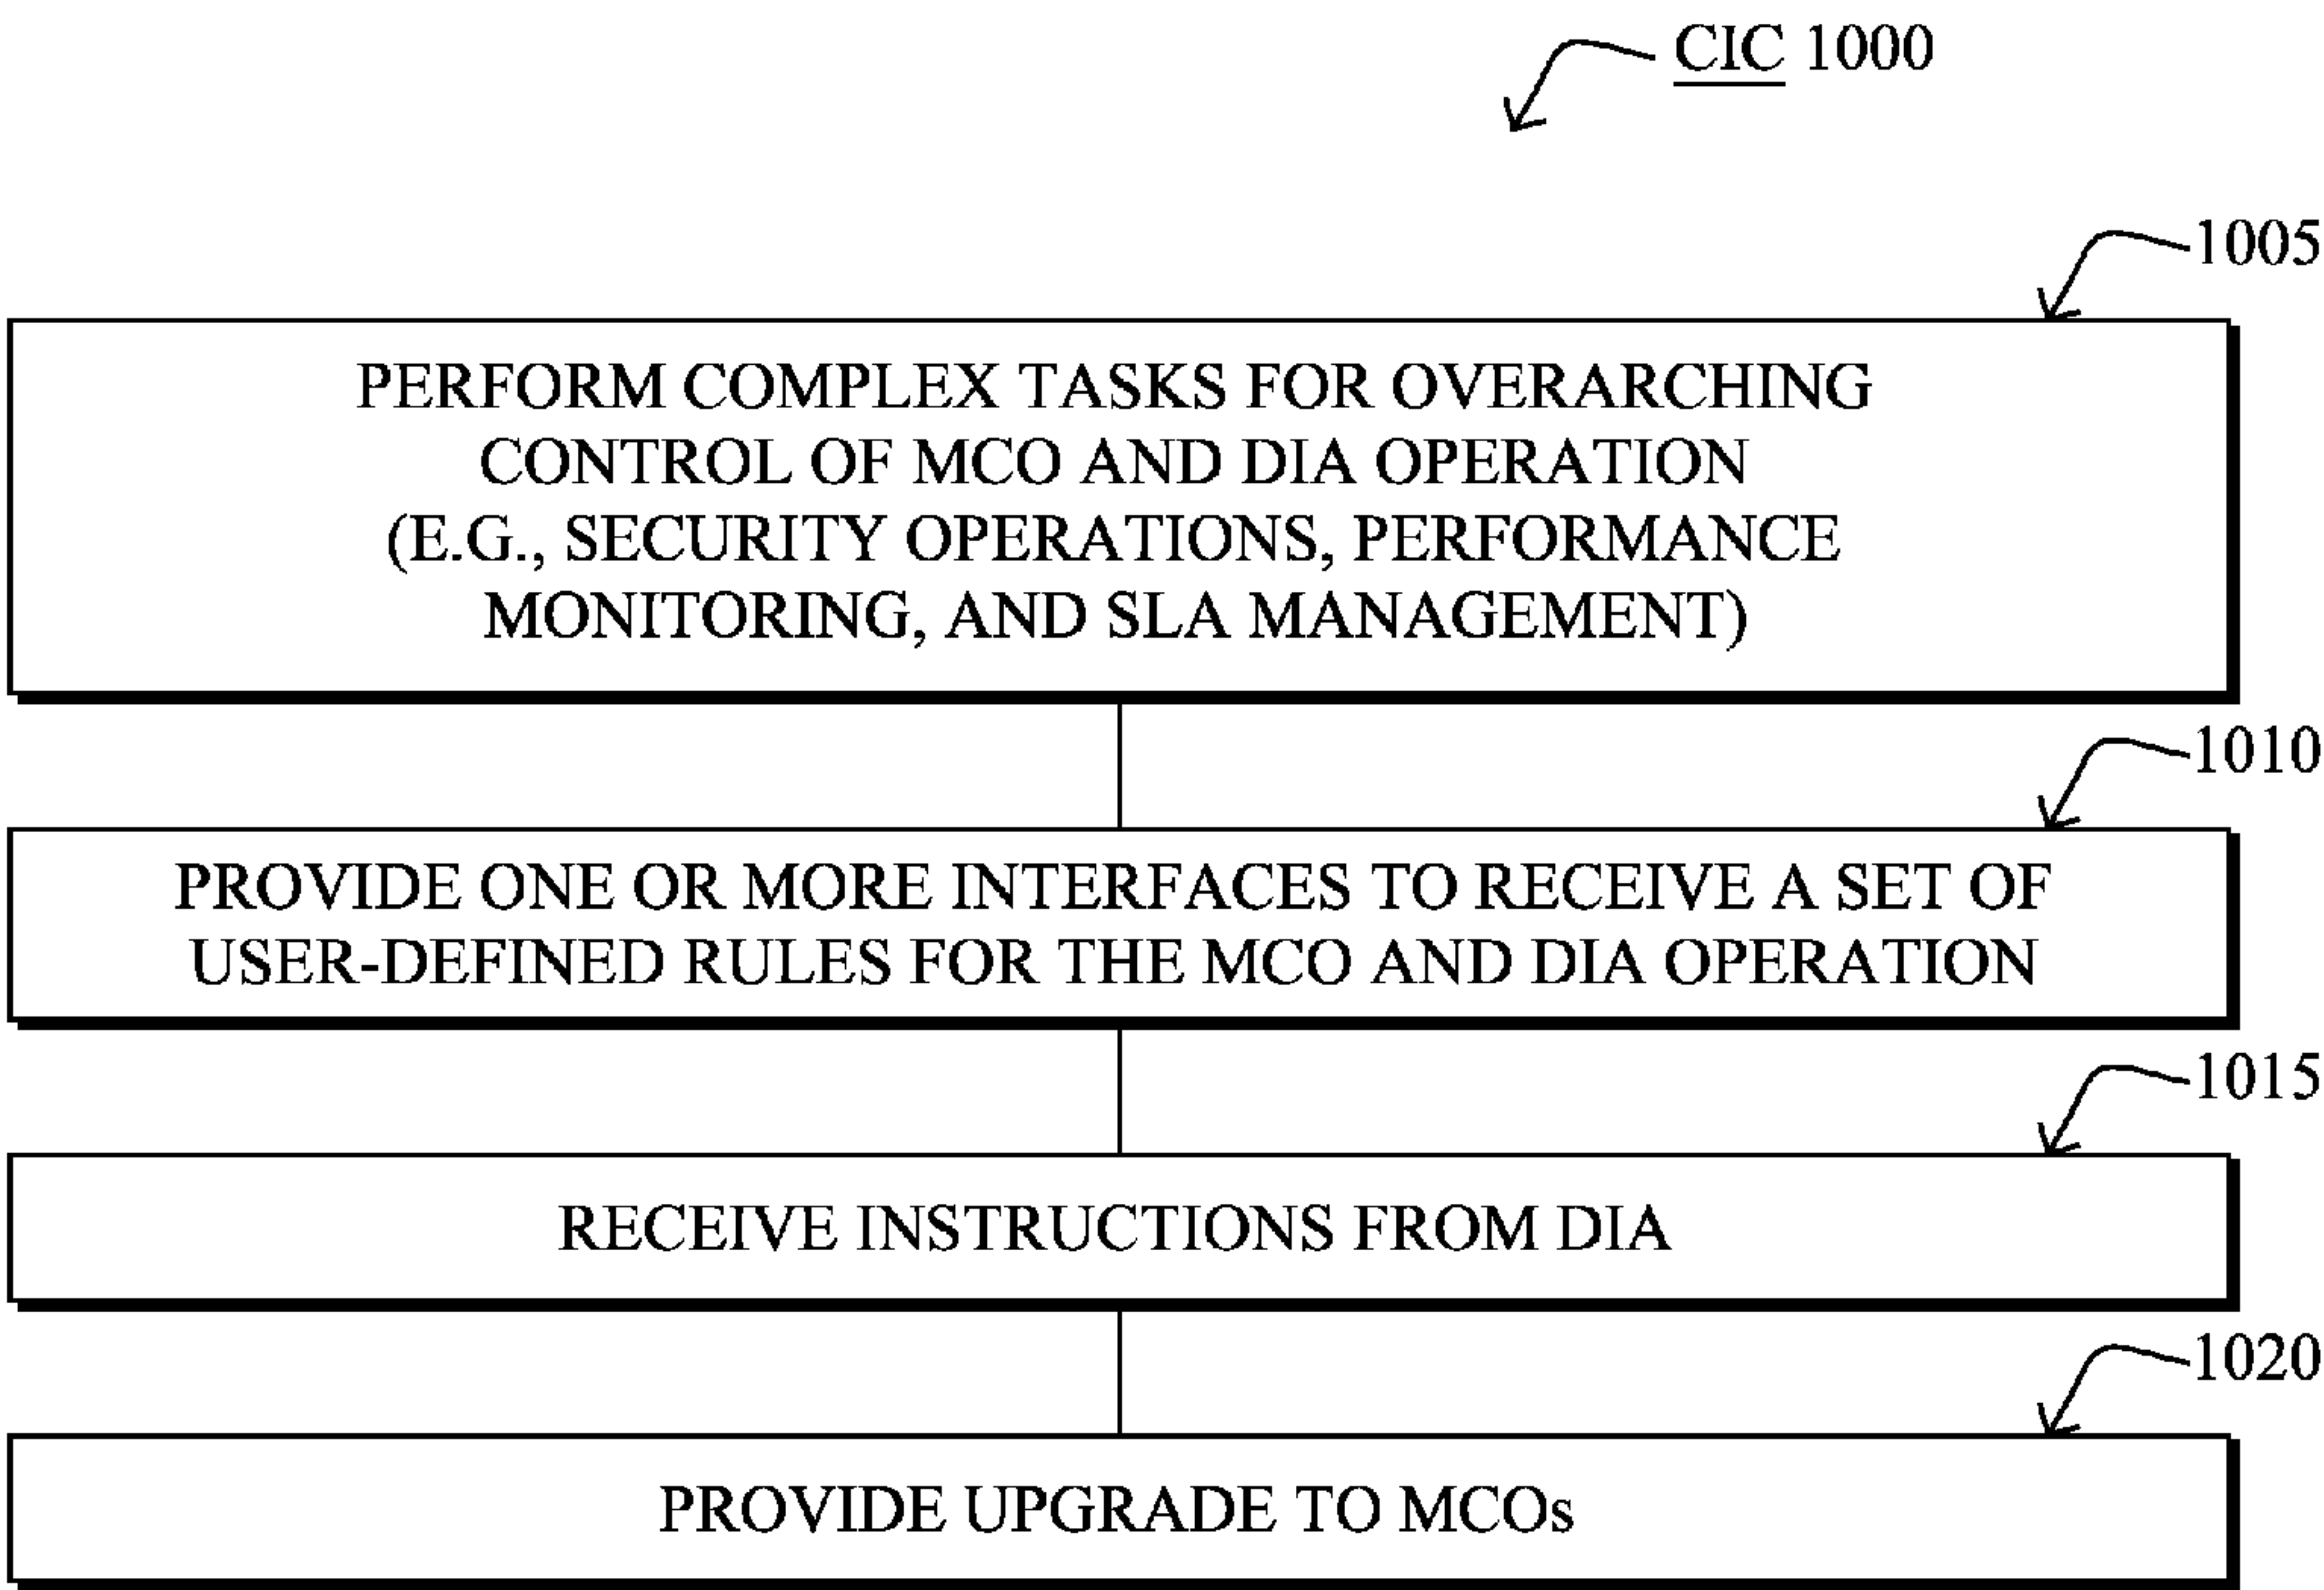 CIC 1000
1005
PERFORM COMPLEX TASKS FOR OVERARCHING
CONTROL OF MCO AND DIA OPERATION
(E.G., SECURITY OPERATIONS, PERFORMANCE
MONITORING, AND SLA MANAGEMENT)
1010
PROVIDE ONE OR MORE INTERFACES TO RECEIVE A SET OF
USER-DEFINED RULES FOR THE MCO AND DIA OPERATION
1015
RECEIVE INSTRUCTIONS FROM DIA
1020
PROVIDE UPGRADE TO MCOs